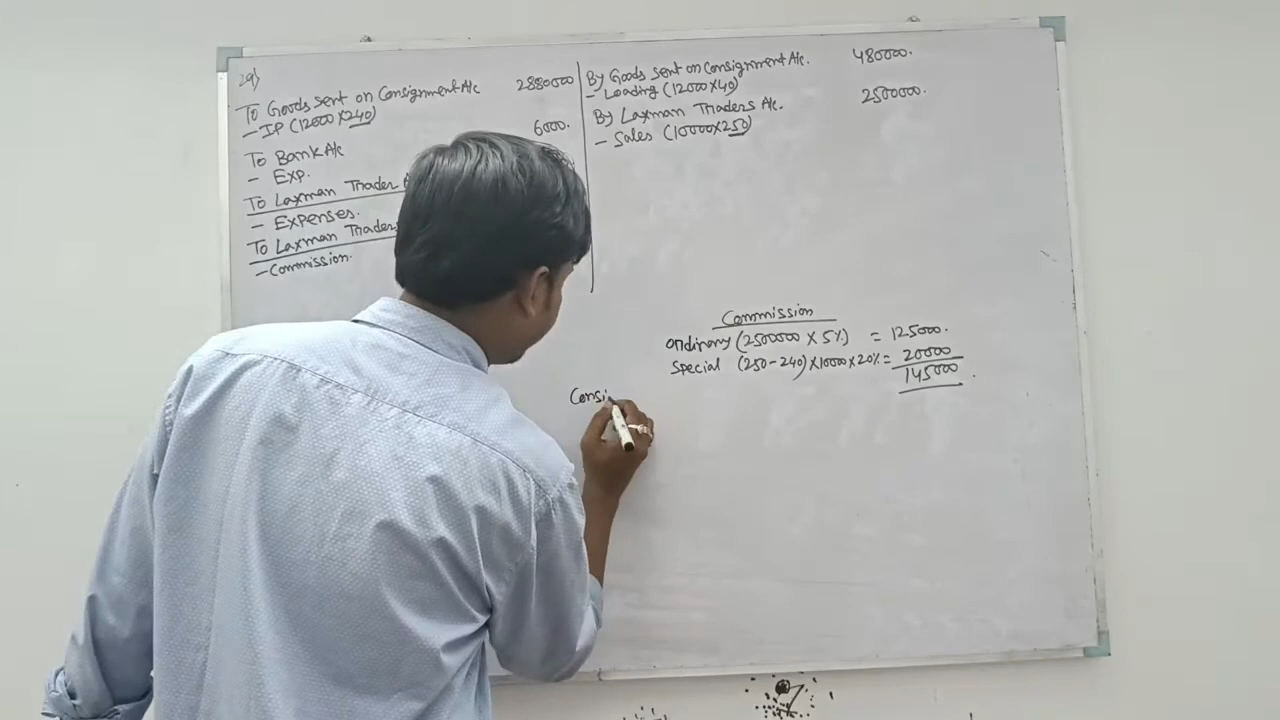 29)
To Goods sent on Consignment A/c 2880000
- IP (12000 X 240)
To Bank A/c 6000.
- Exp.
To Laxman Trader
- Expenses.
To Laxman Traders
- Commission.
By Goods sent on Consignment A/c. 480000.
- Loading (12000 X 40)
By Laxman Traders A/c. 2500000.
- Sales (10000 X 250)
Commission
Ordinary (2500000 X 5%) = 125000.
Special (250-240) X 10000 X 20% = 20000
145000
Consi